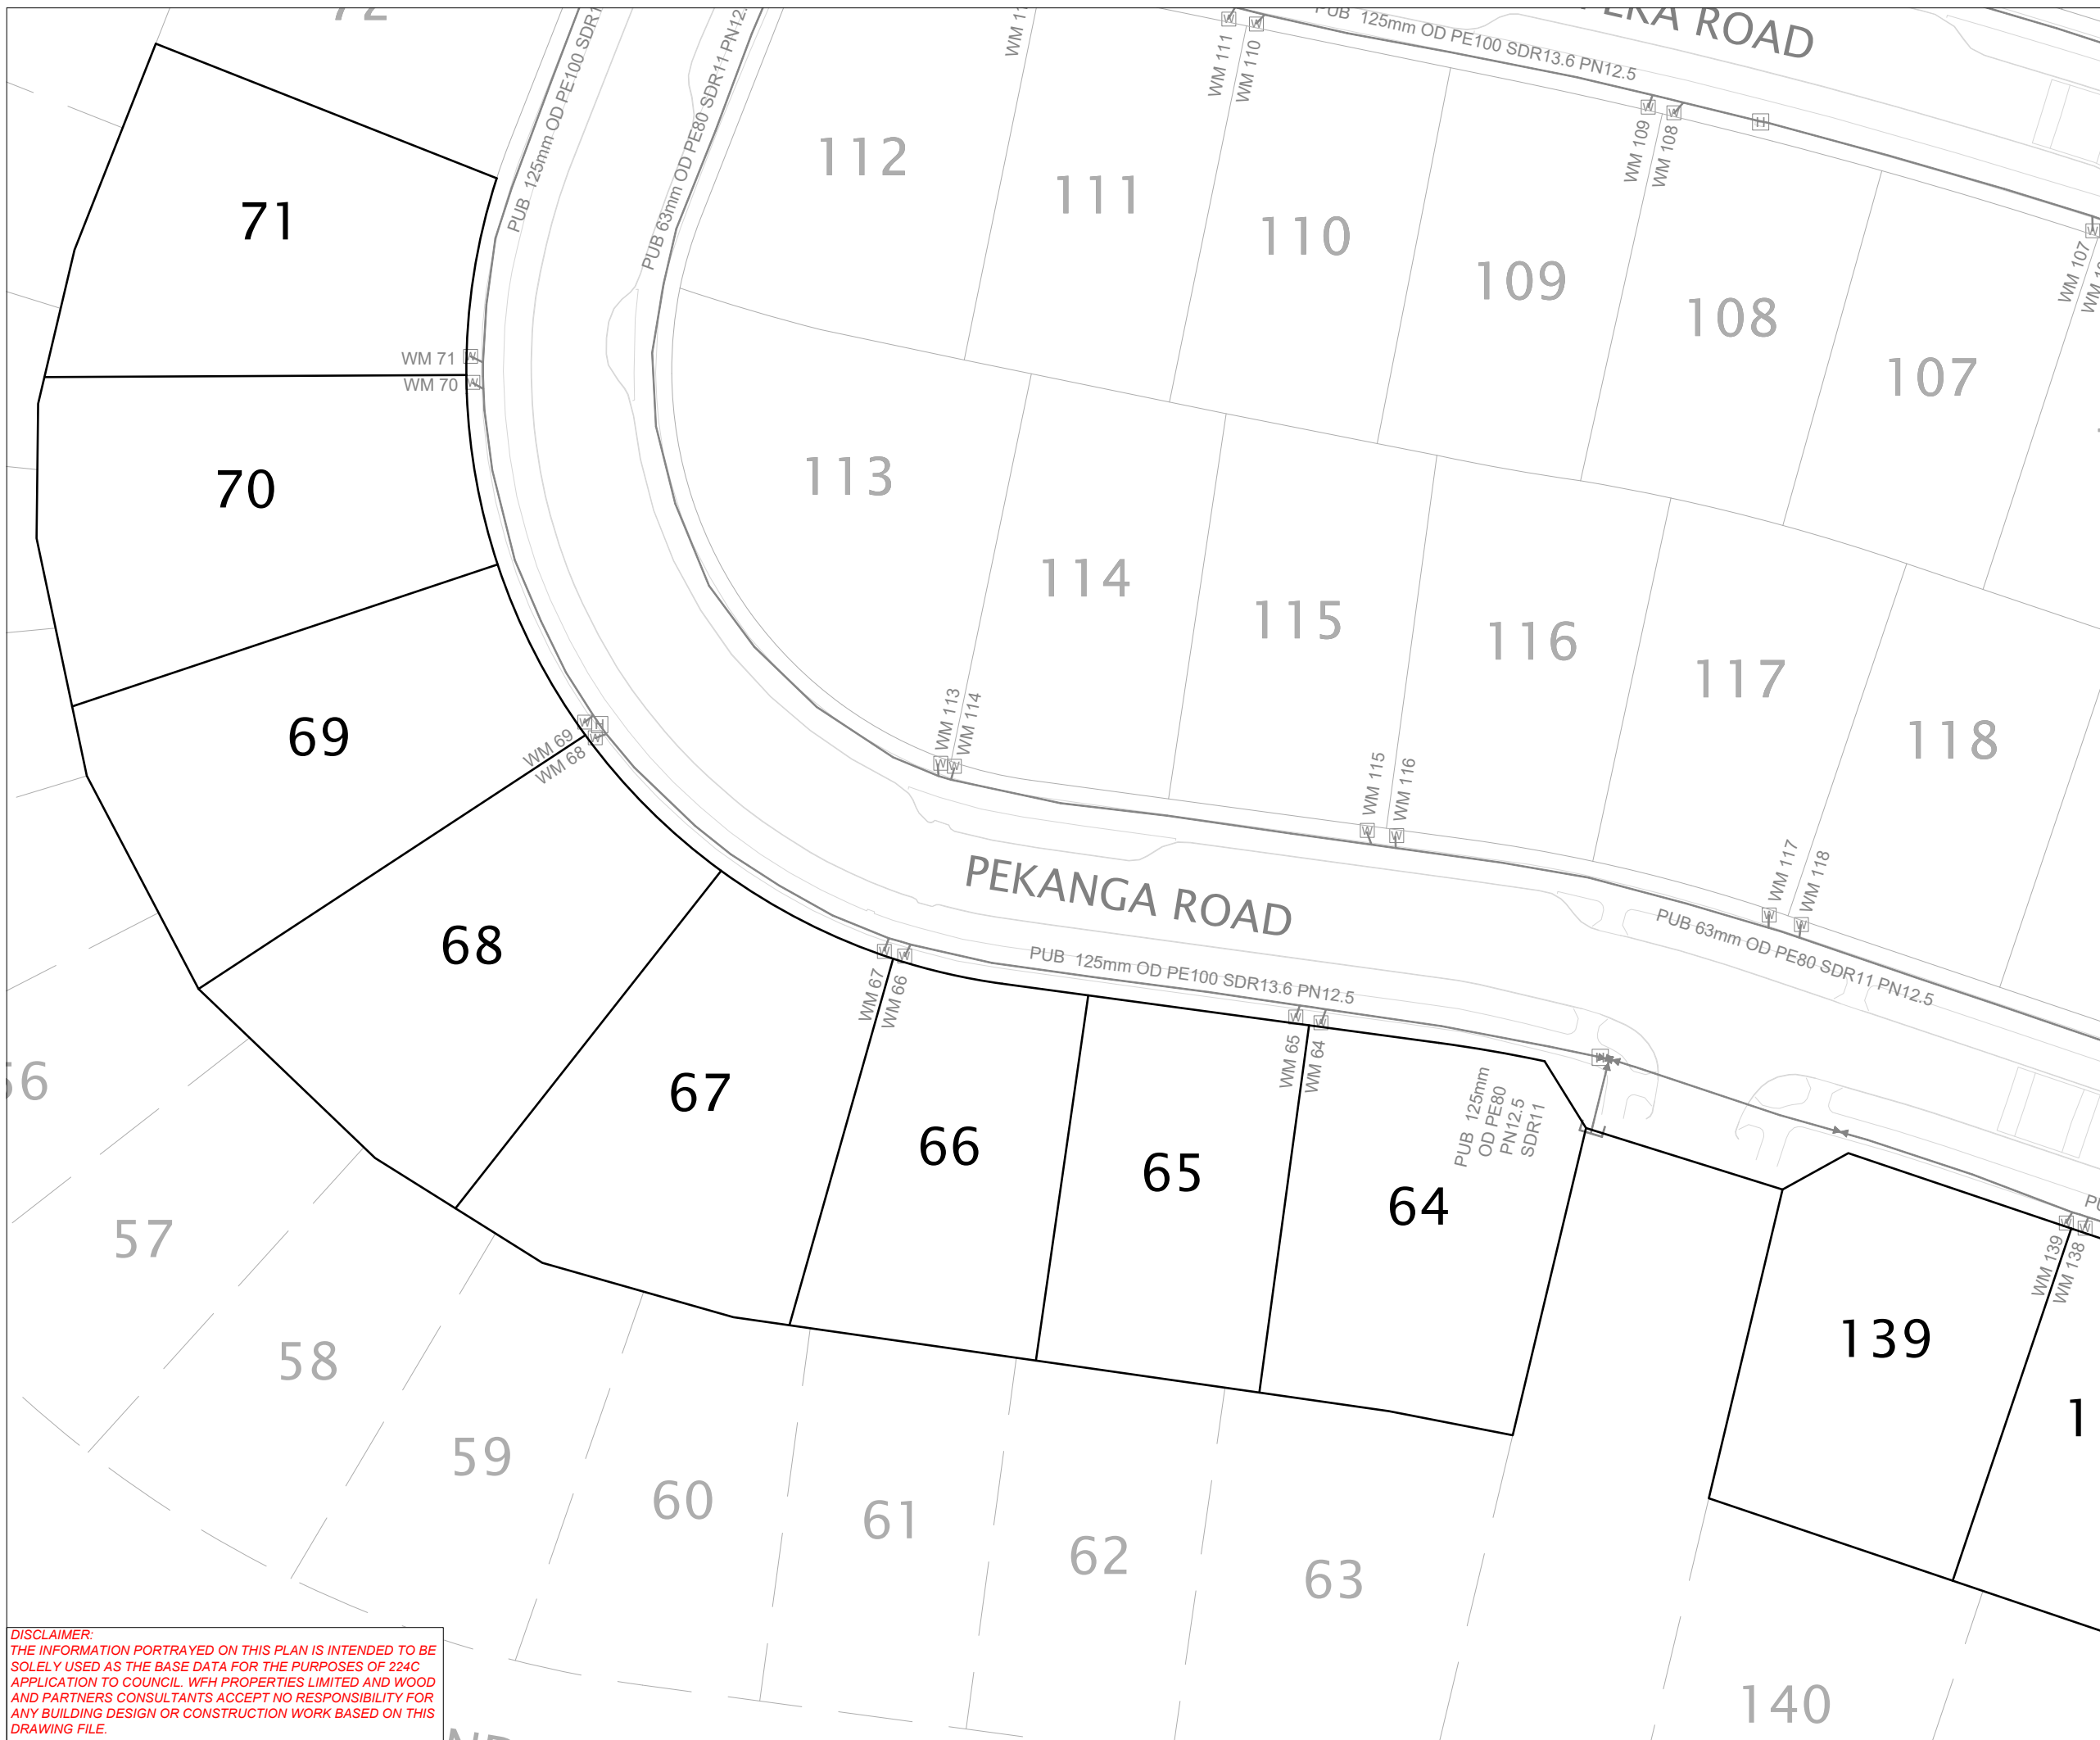 PUB 125mm OD PE100 SDR13.6 PN12.5
ROAD
WM 111
WM 110
WM 109
WM 108
WM 107
PUB 63mm OD PE80 SDR11 PN12.
112
111
110
109
108
107
71
WM 71
WM 70
70
113
114
115
116
117
118
69
WM 69
WM 68
WM 113
WM 114
WM 115
WM 116
WM 117
WM 118
PEKANGA ROAD
PUB 63mm OD PE80 SDR11 PN12.5
PUB 125mm OD PE100 SDR13.6 PN12.5
68
WM 67
WM 66
WM 65
WM 64
PUB 125mm
OD PE80
PN12.5
SDR11
67
66
65
64
WM 139
WM 138
139
57
58
59
60
61
62
63
140
DISCLAIMER:
THE INFORMATION PORTRAYED ON THIS PLAN IS INTENDED TO BE
SOLELY USED AS THE BASE DATA FOR THE PURPOSES OF 224C
APPLICATION TO COUNCIL. WFH PROPERTIES LIMITED AND WOOD
AND PARTNERS CONSULTANTS ACCEPT NO RESPONSIBILITY FOR
ANY BUILDING DESIGN OR CONSTRUCTION WORK BASED ON THIS
DRAWING FILE.